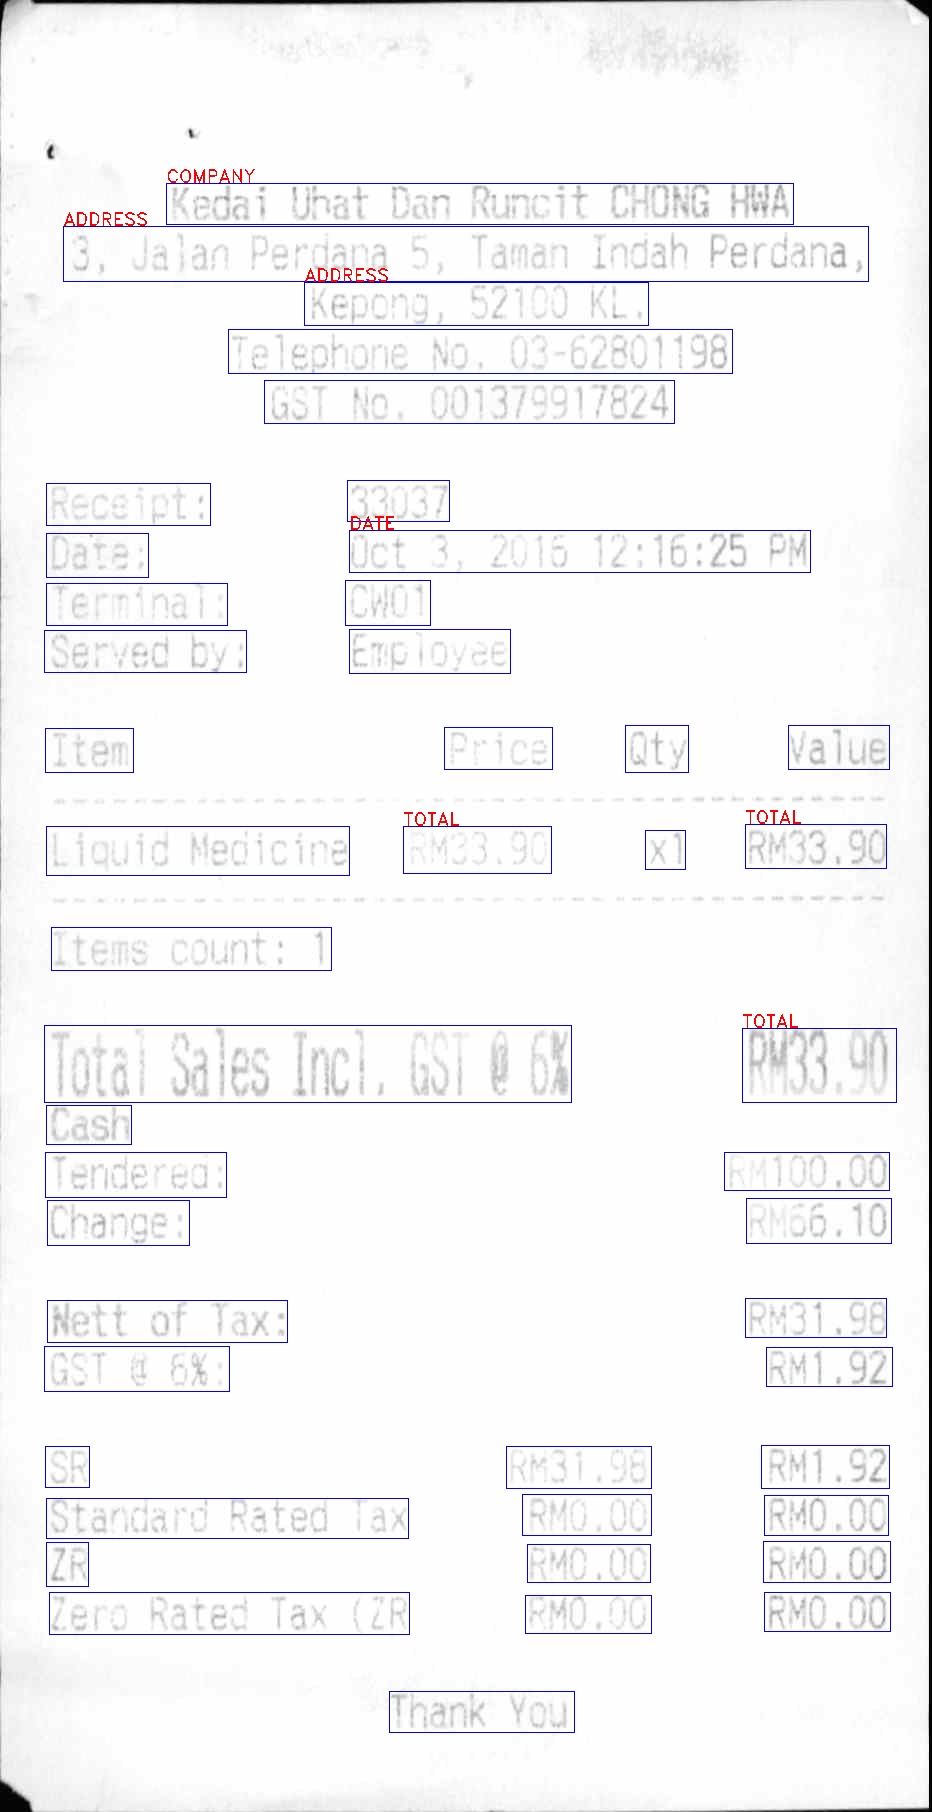 COMPANY
Kedai Uhat Dan Runcit CHONG HWA
ADDRESS
3, Jalan Perdana 5, Taman Indah Perdana,
ADDRESS
Kepong, 52100 KL.
Telephone No. 03-62801198
GST No. 001379917824
Receipt: 33037
DATE
Date: Oct 3, 2016 12:16:25 PM
Terminal: CW01
Served by: Employee
Item Price Qty Value
TOTAL TOTAL
Liquid Medicine RM33.90 x1 RM33.90
Items count: 1
TOTAL
Total Sales Incl. GST @ 6% RM33.90
Cash
Tendered: RM100.00
Change: RM66.10
Nett of Tax: RM31.98
GST @ 6%: RM1.92
SR RM31.98 RM1.92
Standard Rated Tax RM0.00 RM0.00
ZR RM0.00 RM0.00
Zero Rated Tax (ZR RM0.00 RM0.00
Thank You